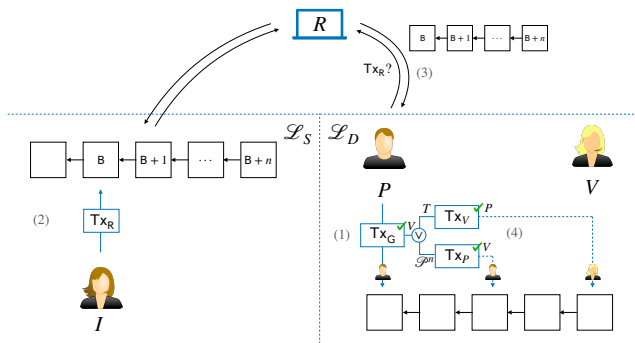 R
B B+1 ··· B+n
Tx_R? (3)
ℒ_S ℒ_D
B B+1 ··· B+n
P V
(2) Tx_R
(1) Tx_G V ∨ T Tx_V P
(4)
𝒫^n Tx_P V
I